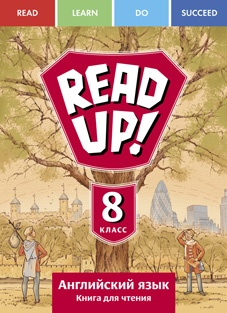 READ LEARN DO SUCCEED
READ
UP!
8
КЛАСС
Английский язык
Книга для чтения